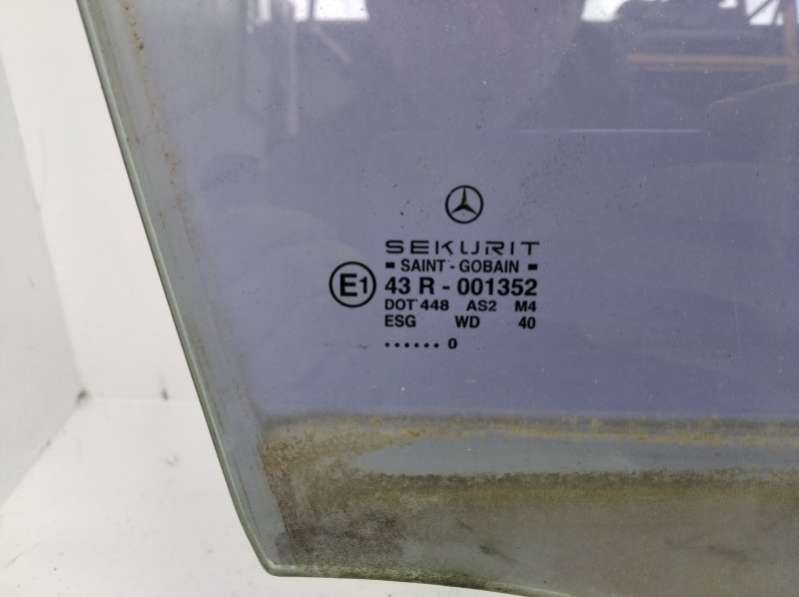 SEKURIT
SAINT - GOBAIN
E1 43 R - 001352
DOT 448 AS2 M4
ESG WD 40
...... 0